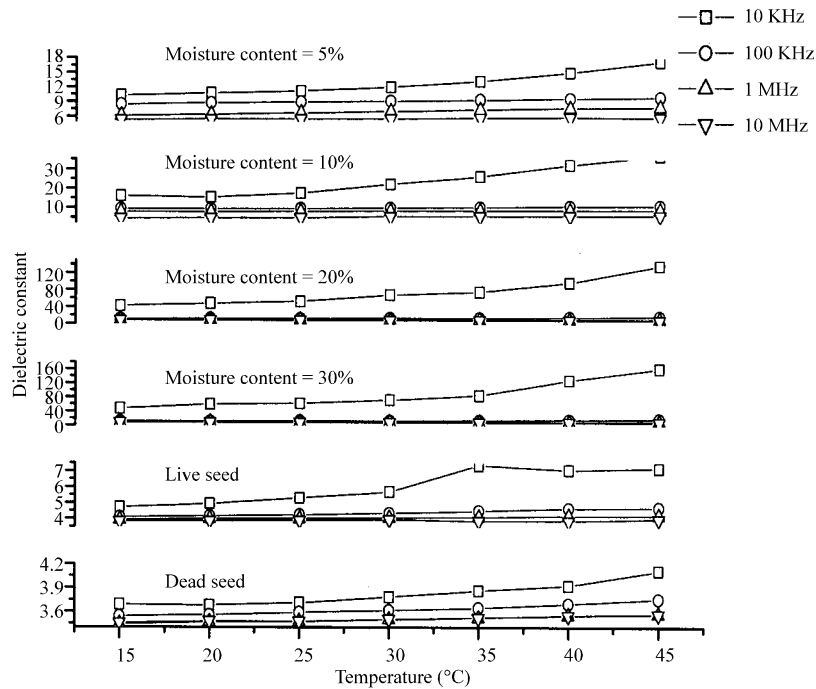 10 KHz
100 KHz
1 MHz
10 MHz
Dielectric constant
Moisture content = 5%
18
15
12
9
6
Moisture content = 10%
30
20
10
Moisture content = 20%
120
80
40
0
Moisture content = 30%
160
120
80
40
0
Live seed
7
6
5
4
Dead seed
4.2
3.9
3.6
15 20 25 30 35 40 45
Temperature (°C)